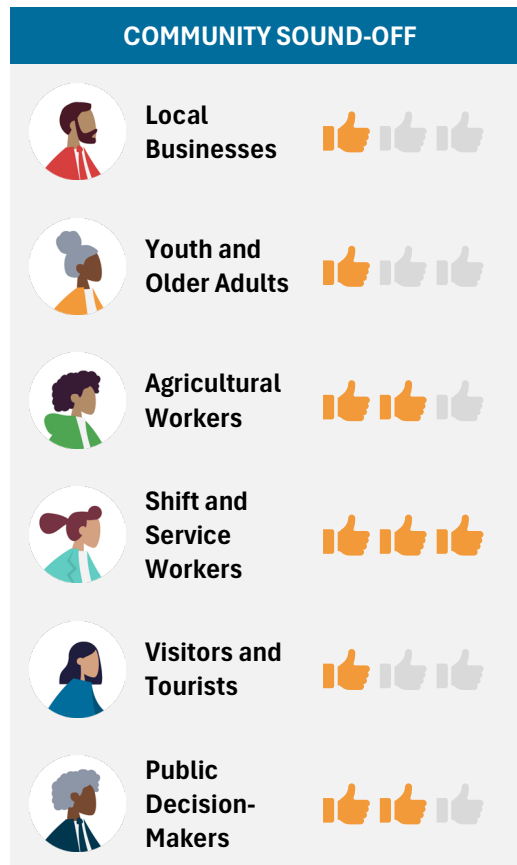 COMMUNITY SOUND-OFF
Local
Businesses
Youth and
Older Adults
Agricultural
Workers
Shift and
Service
Workers
Visitors and
Tourists
Public
Decision-
Makers